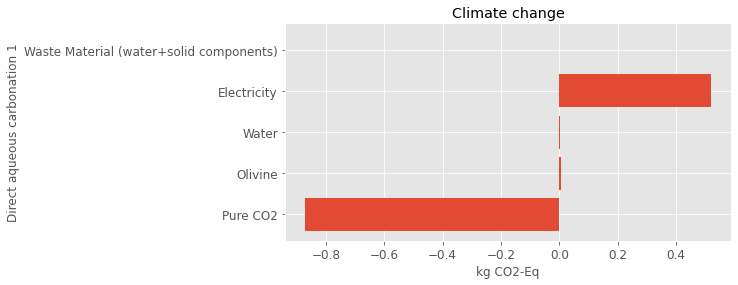 Climate change
Direct aqueous carbonation 1
Waste Material (water+solid components)
Electricity
Water
Olivine
Pure CO2
−0.8 −0.6 −0.4 −0.2 0.0 0.2 0.4
kg CO2-Eq